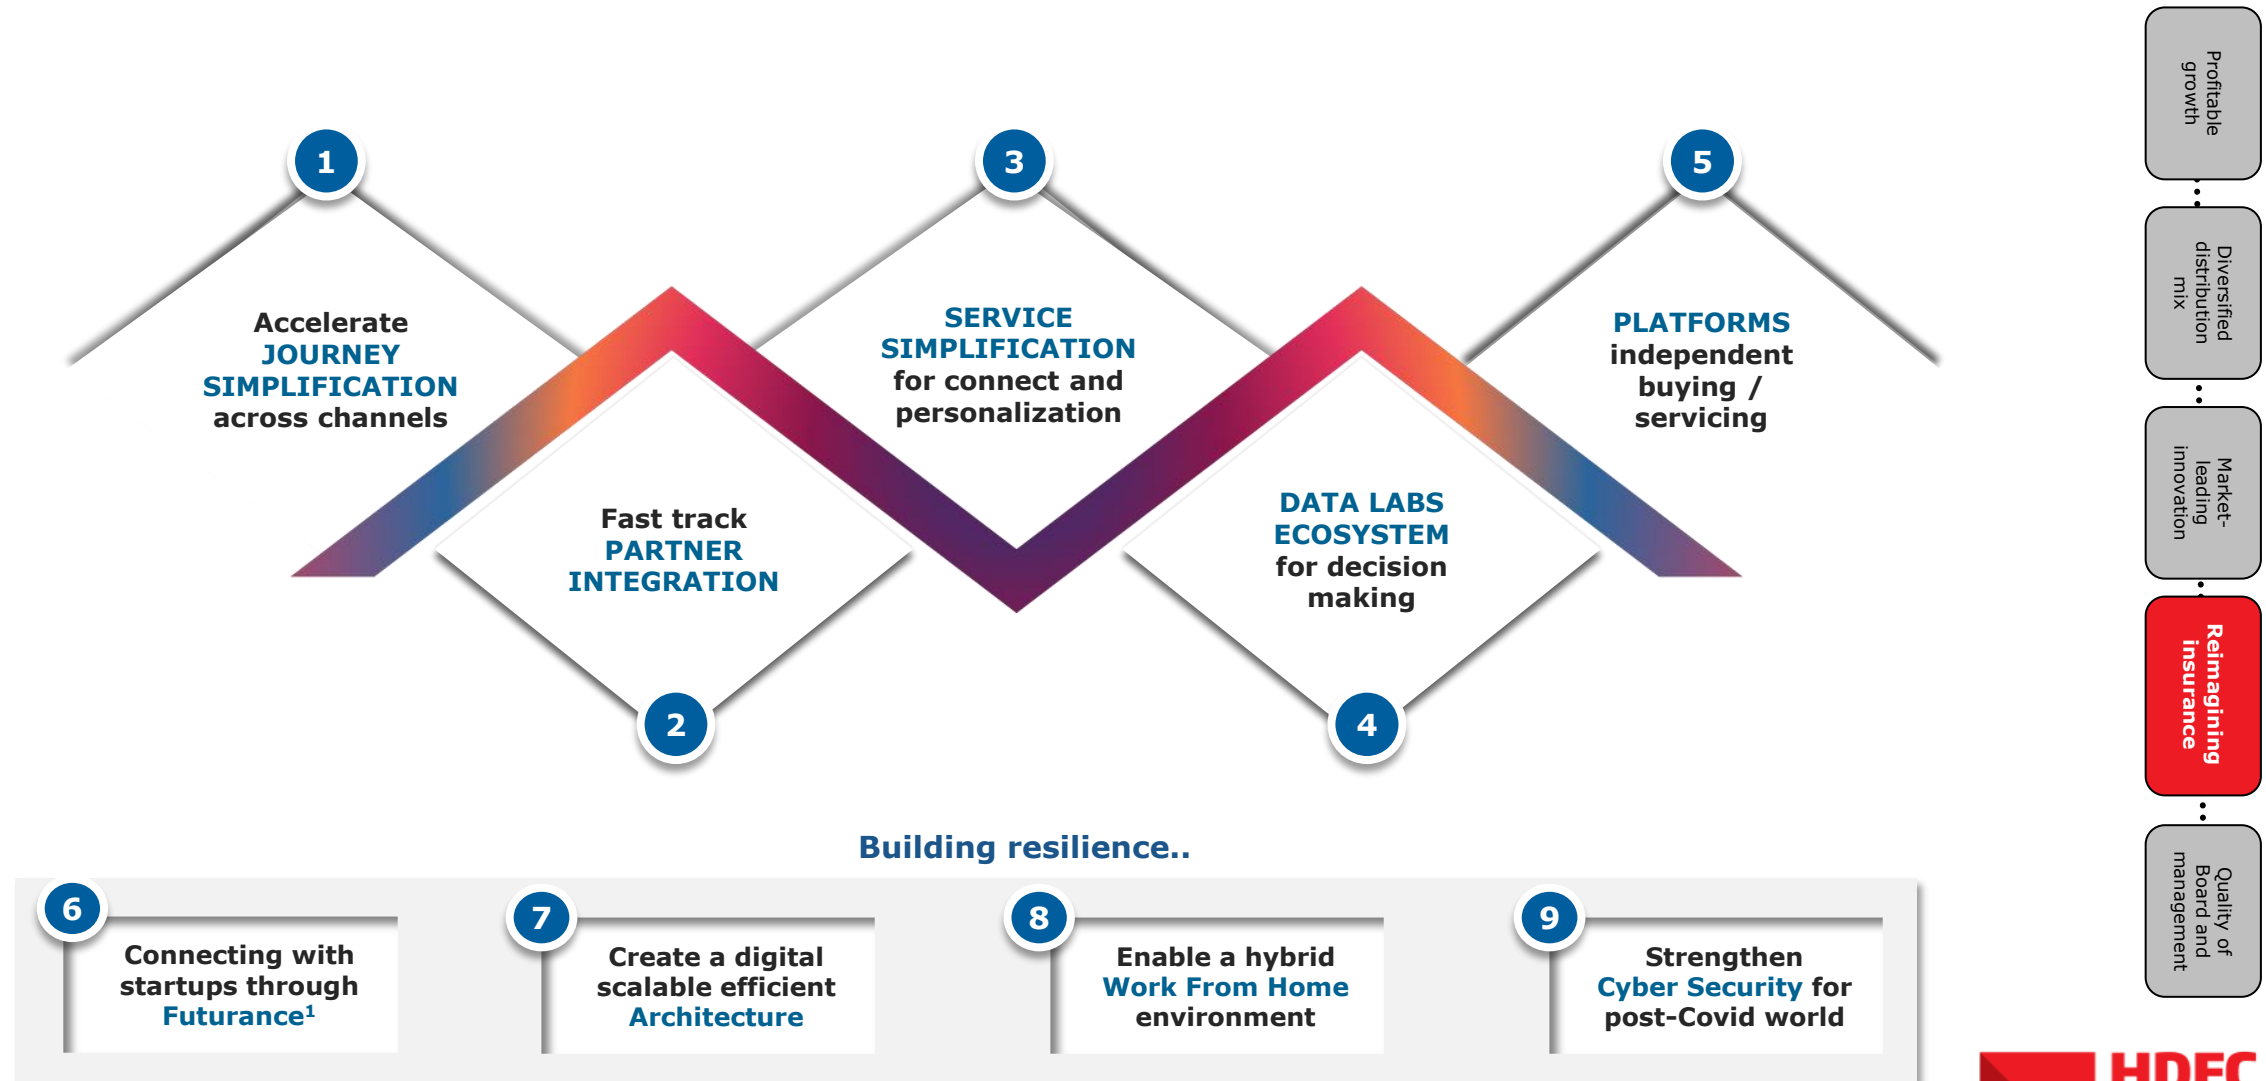 1
Accelerate
JOURNEY
SIMPLIFICATION
across channels
2
Fast track
PARTNER
INTEGRATION
3
SERVICE
SIMPLIFICATION
for connect and
personalization
4
DATA LABS
ECOSYSTEM
for decision
making
5
PLATFORMS
independent
buying /
servicing
Building resilience..
6
Connecting with
startups through
Futurance¹
7
Create a digital
scalable efficient
Architecture
8
Enable a hybrid
Work From Home
environment
9
Strengthen
Cyber Security for
post-Covid world
Profitable
growth
Diversified
distribution
mix
Market-
leading
innovation
Reimagining
insurance
Quality of
Board and
management
HDFC